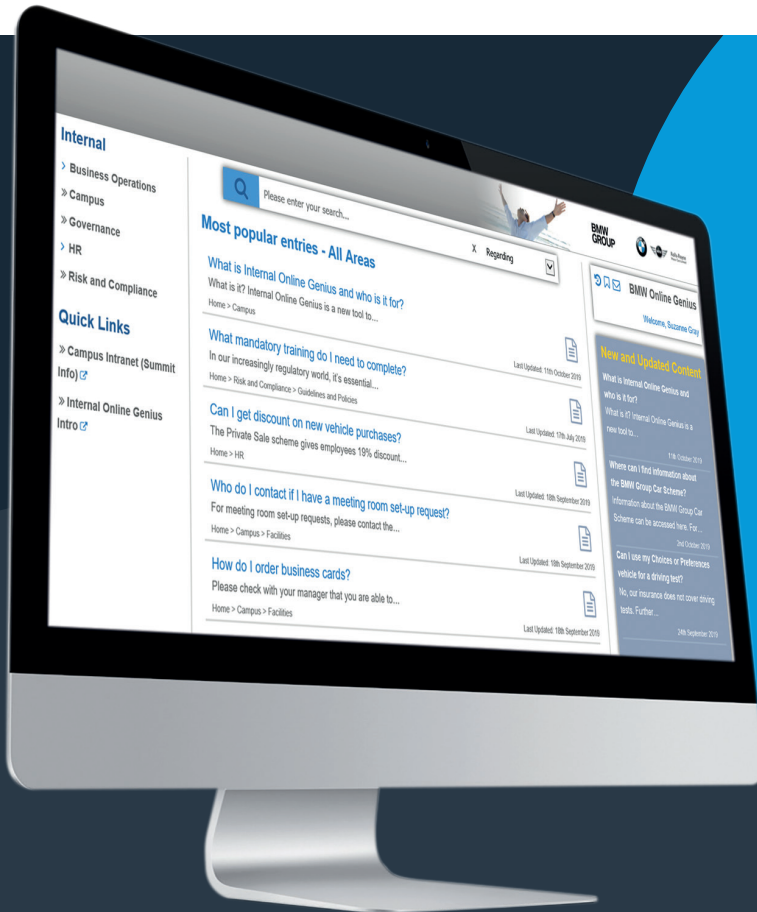 Internal
> Business Operations
» Campus
» Governance
> HR
» Risk and Compliance
Quick Links
» Campus Intranet (Summit
Info)
» Internal Online Genius
Intro
Please enter your search...
X Regarding
Most popular entries - All Areas
What is Internal Online Genius and who is it for?
What is it? Internal Online Genius is a new tool to...
Home > Campus
Last Updated: 11th October 2019
What mandatory training do I need to complete?
In our increasingly regulatory world, it's essential...
Home > Risk and Compliance > Guidelines and Policies
Last Updated: 17th July 2019
Can I get discount on new vehicle purchases?
The Private Sale scheme gives employees 19% discount...
Home > HR
Last Updated: 18th September 2019
Who do I contact if I have a meeting room set-up request?
For meeting room set-up requests, please contact the...
Home > Campus > Facilities
Last Updated: 18th September 2019
How do I order business cards?
Please check with your manager that you are able to...
Home > Campus > Facilities
Last Updated: 18th September 2019
BMW
GROUP
BMW Online Genius
Welcome, Suzanne Gray
New and Updated Content
What is Internal Online Genius and
who is it for?
What is it? Internal Online Genius is a
new tool to...
11th October 2019
Where can I find information about
the BMW Group Car Scheme?
Information about the BMW Group Car
Scheme can be accessed here. For...
2nd October 2019
Can I use my Choices or Preferences
vehicle for a driving test?
No, our insurance does not cover driving
tests. Further...
24th September 2019